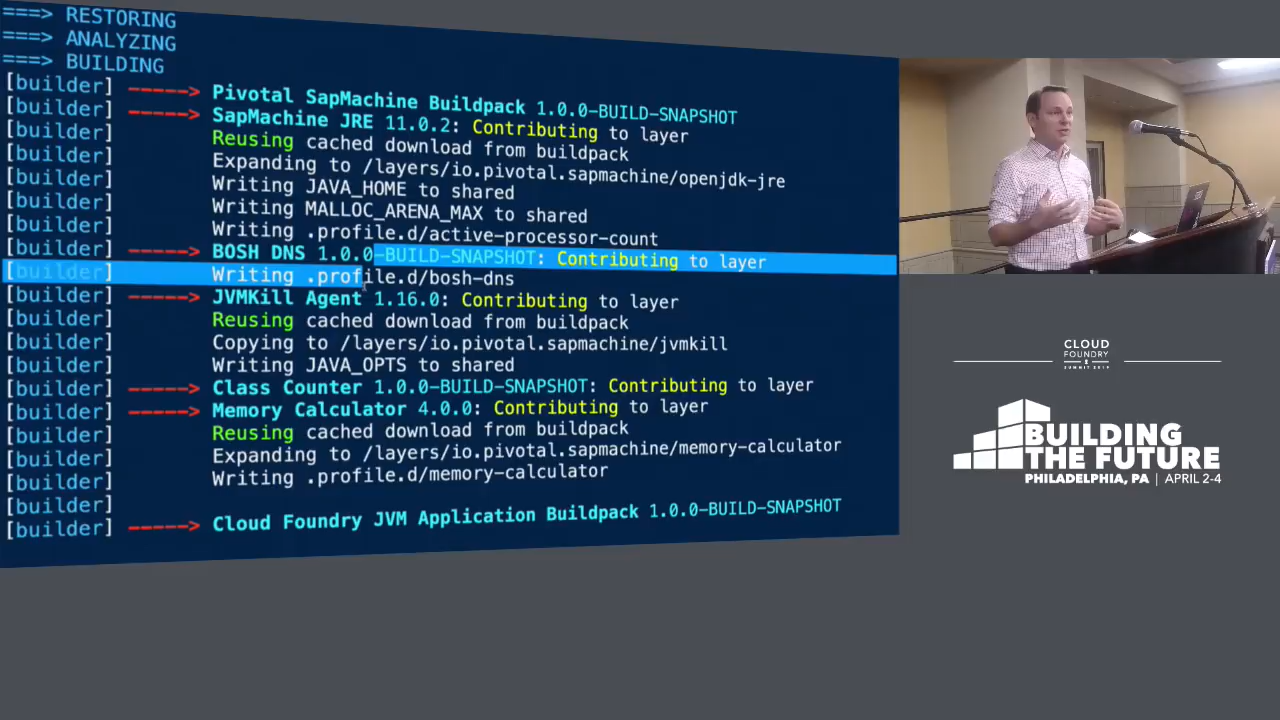 ===> RESTORING
===> ANALYZING
===> BUILDING
[builder] -----> Pivotal SapMachine Buildpack 1.0.0-BUILD-SNAPSHOT
[builder] -----> SapMachine JRE 11.0.2: Contributing to layer
[builder] Reusing cached download from buildpack
[builder] Expanding to /layers/io.pivotal.sapmachine/openjdk-jre
[builder] Writing JAVA_HOME to shared
[builder] Writing MALLOC_ARENA_MAX to shared
[builder] Writing .profile.d/active-processor-count
[builder] -----> BOSH DNS 1.0.0-BUILD-SNAPSHOT: Contributing to layer
[builder] Writing .profile.d/bosh-dns
[builder] -----> JVMKill Agent 1.16.0: Contributing to layer
[builder] Reusing cached download from buildpack
[builder] Copying to /layers/io.pivotal.sapmachine/jvmkill
[builder] Writing JAVA_OPTS to shared
[builder] -----> Class Counter 1.0.0-BUILD-SNAPSHOT: Contributing to layer
[builder] -----> Memory Calculator 4.0.0: Contributing to layer
[builder] Reusing cached download from buildpack
[builder] Expanding to /layers/io.pivotal.sapmachine/memory-calculator
[builder] Writing .profile.d/memory-calculator
[builder]
[builder] -----> Cloud Foundry JVM Application Buildpack 1.0.0-BUILD-SNAPSHOT
CLOUD
FOUNDRY
SUMMIT 2019
BUILDING
THE FUTURE
PHILADELPHIA, PA | APRIL 2-4